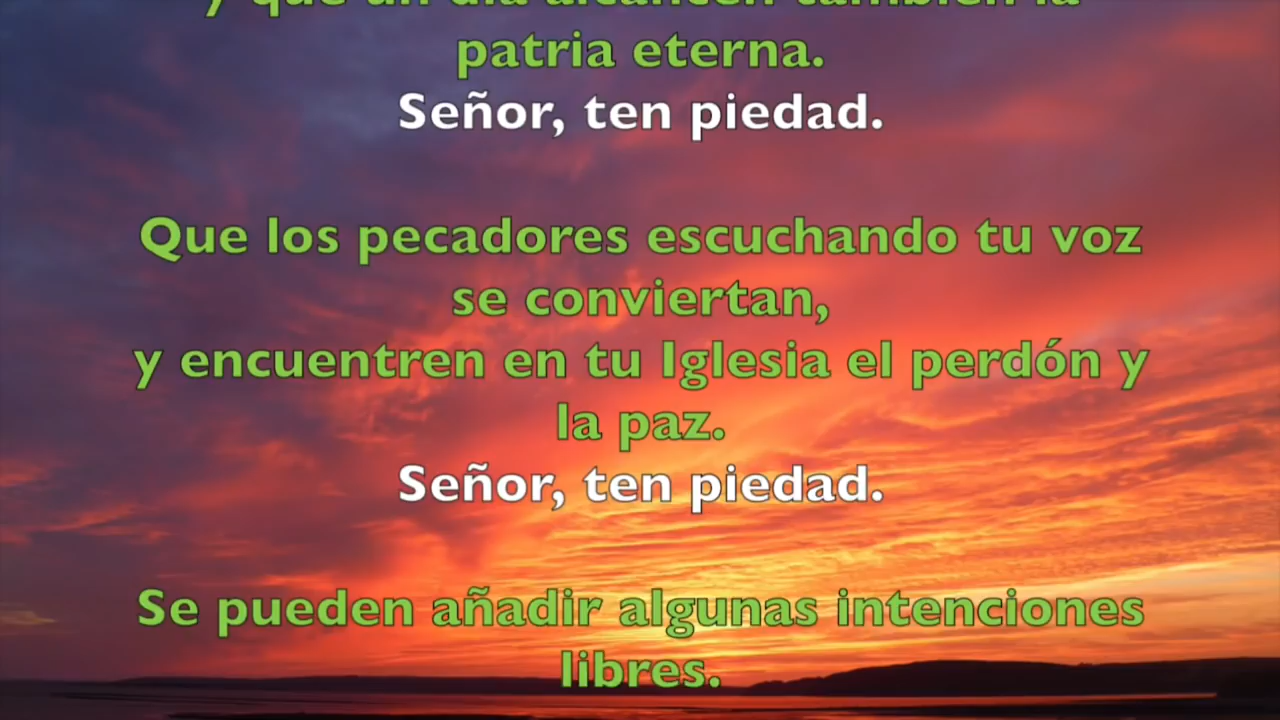 y que un día alcancen también la
patria eterna.
Señor, ten piedad.
Que los pecadores escuchando tu voz
se conviertan,
y encuentren en tu Iglesia el perdón y
la paz.
Señor, ten piedad.
Se pueden añadir algunas intenciones
libres.